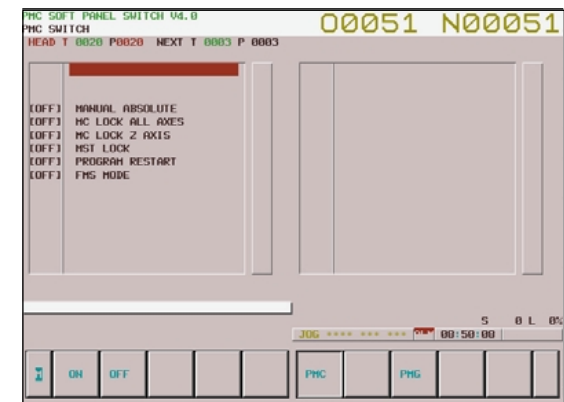 PMC SOFT PANEL SWITCH V4.0
PMC SWITCH
O0051 N00051
HEAD T 0020 P0020 NEXT T 0003 P 0003
[OFF] MANUAL ABSOLUTE
[OFF] MC LOCK ALL AXES
[OFF] MC LOCK Z AXIS
[OFF] MST LOCK
[OFF] PROGRAM RESTART
[OFF] FMS MODE
S 0 L 0%
JOG **** *** *** 00:50:00
ON OFF PMC PMG